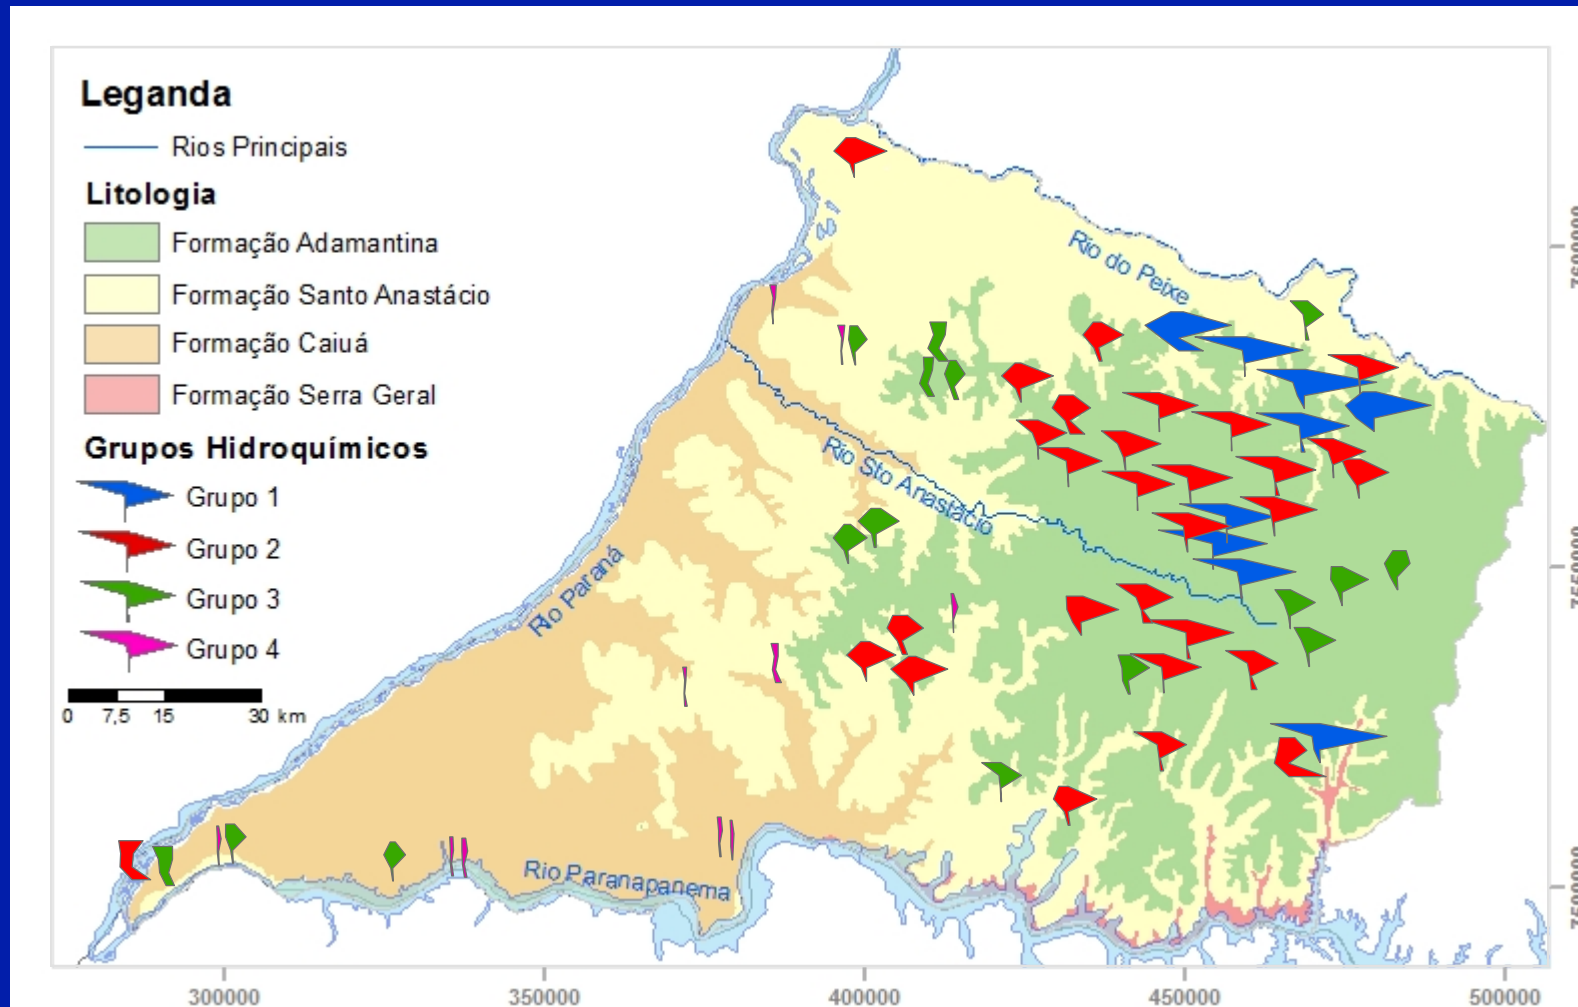 Leganda
Rios Principais
Litologia
Formação Adamantina
Formação Santo Anastácio
Formação Caiuá
Formação Serra Geral
Grupos Hidroquímicos
Grupo 1
Grupo 2
Grupo 3
Grupo 4
0 7,5 15 30 km
Rio do Peixe
Rio Sto Anastácio
Rio Paraná
Rio Paranapanema
300000 350000 400000 450000 500000